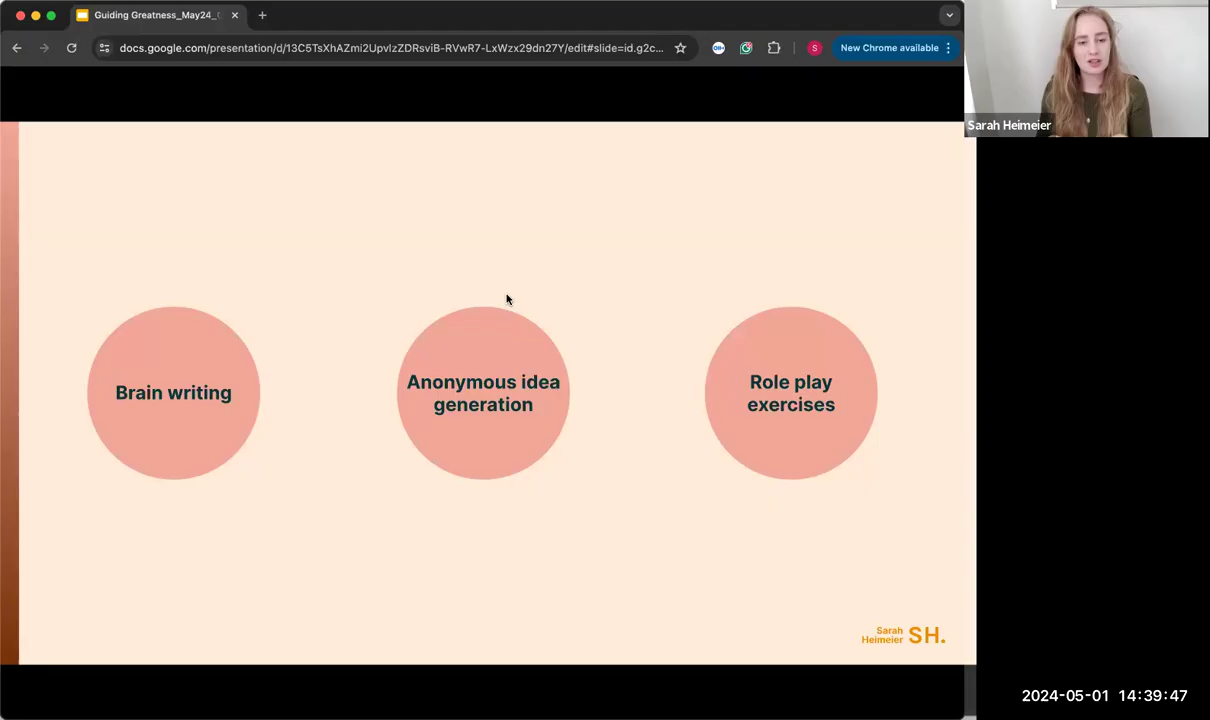 Guiding Greatness_May24_
docs.google.com/presentation/d/13C5TsXhAZmi2UpvlzZDRsviB-RVwR7-LxWzx29dn27Y/edit#slide=id.g2c...
S
New Chrome available
Sarah Heimeier
Brain writing
Anonymous idea
generation
Role play
exercises
Sarah
Heimeier
SH.
2024-05-01 14:39:47